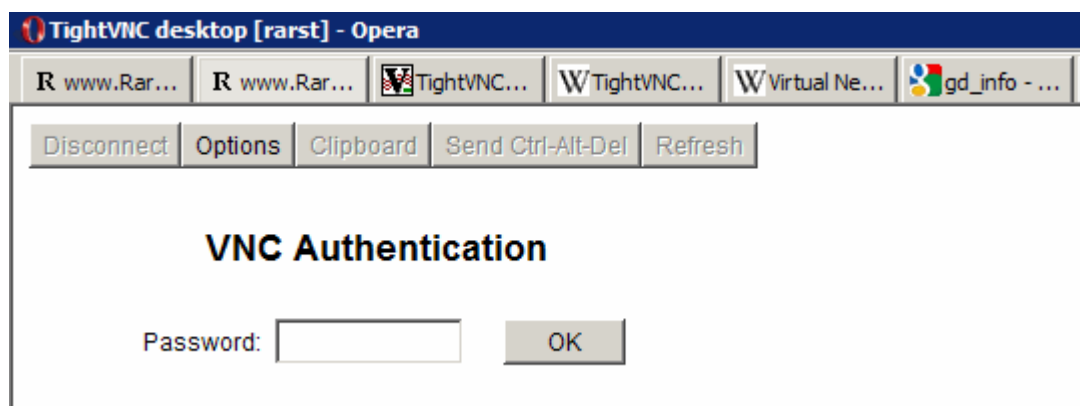 TightVNC desktop [rarst] - Opera
R www.Rar... R www.Rar... TightVNC... W TightVNC... W Virtual Ne... gd_info - ...
Disconnect Options Clipboard Send Ctrl-Alt-Del Refresh
VNC Authentication
Password: OK